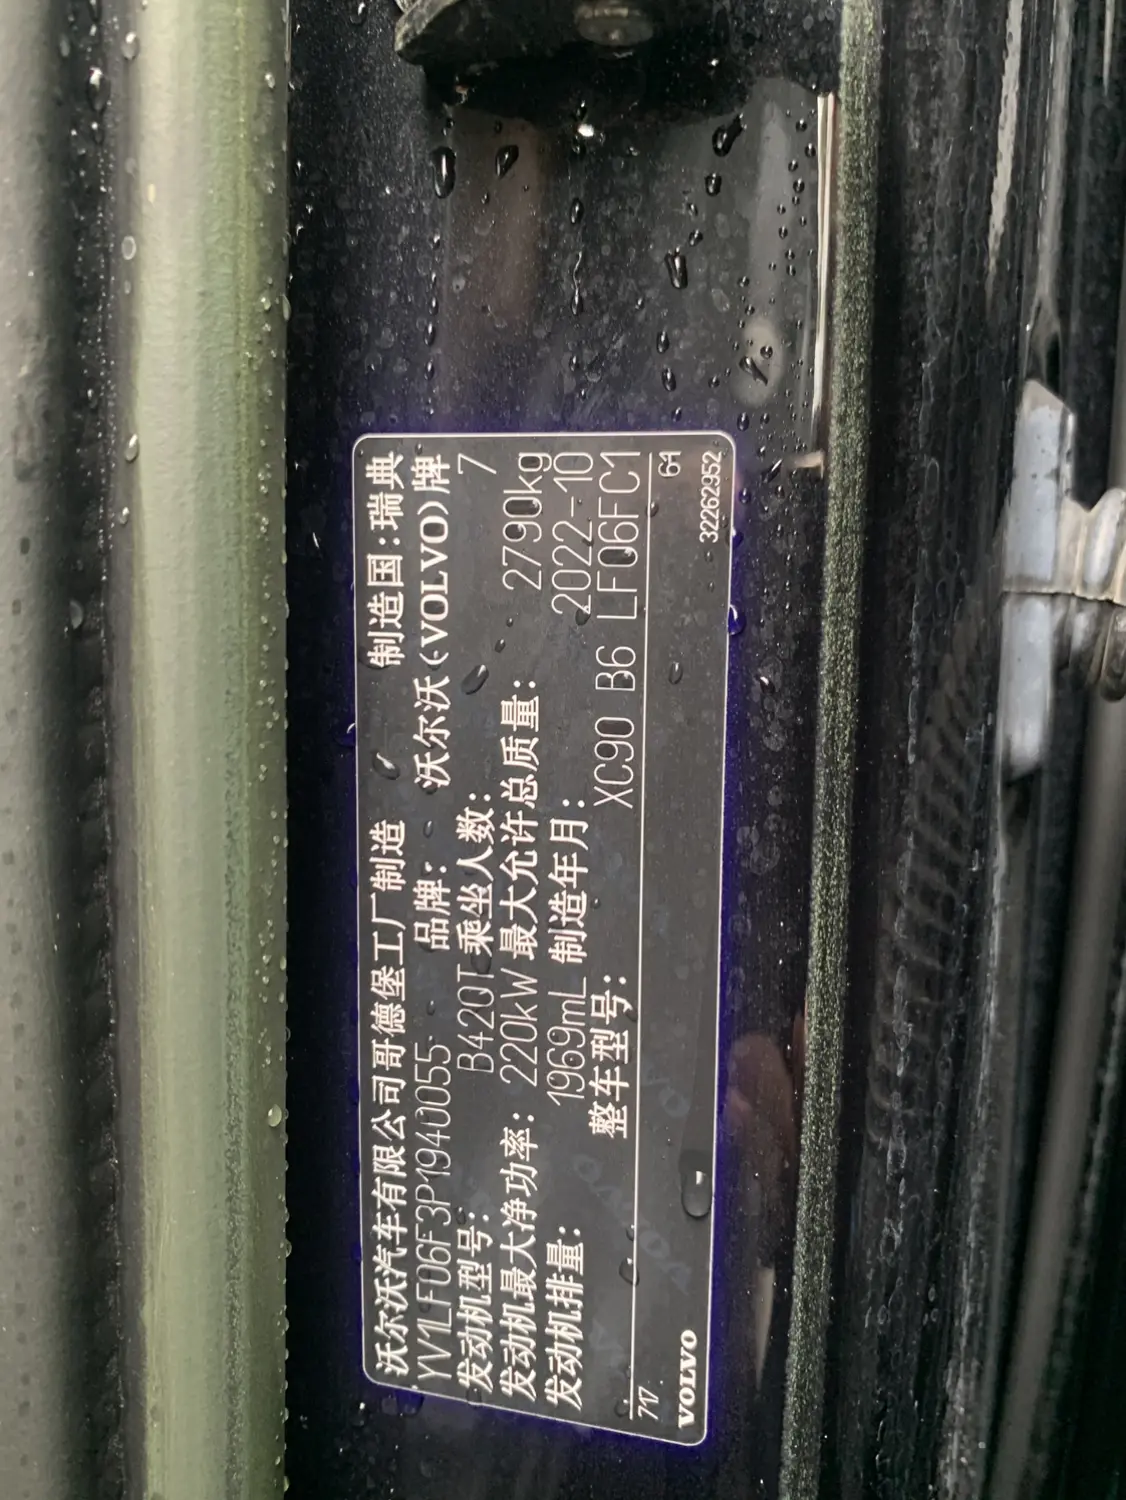 沃尔沃汽车有限公司哥德堡工厂制造 制造国:瑞典
YV1LF06F3P1940055 品牌: 沃尔沃(VOLVO)牌
发动机型号: B420T 乘坐人数: 7
发动机最大净功率: 220kW 最大允许总质量: 2790kg
发动机排量: 1969mL 制造年月: 2022-10
整车型号: XC90 B6 LF06FC1
717 61
VOLVO 32262952